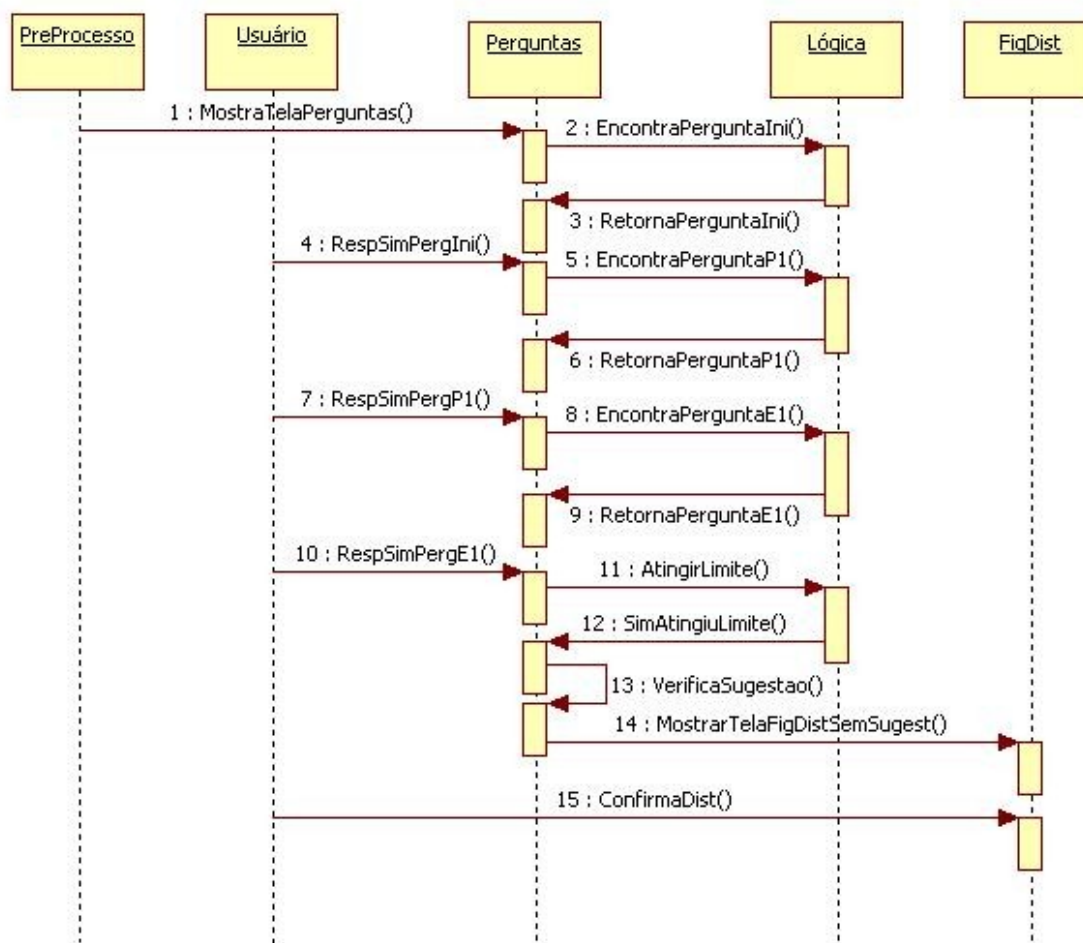 PreProcesso
Usuário
Perguntas
Lógica
FigDist
1 : MostraTelaPerguntas()
2 : EncontraPerguntaIni()
3 : RetornaPerguntaIni()
4 : RespSimPergIni()
5 : EncontraPerguntaP1()
6 : RetornaPerguntaP1()
7 : RespSimPergP1()
8 : EncontraPerguntaE1()
9 : RetornaPerguntaE1()
10 : RespSimPergE1()
11 : AtingirLimite()
12 : SimAtingiuLimite()
13 : VerificaSugestao()
14 : MostrarTelaFigDistSemSugest()
15 : ConfirmaDist()